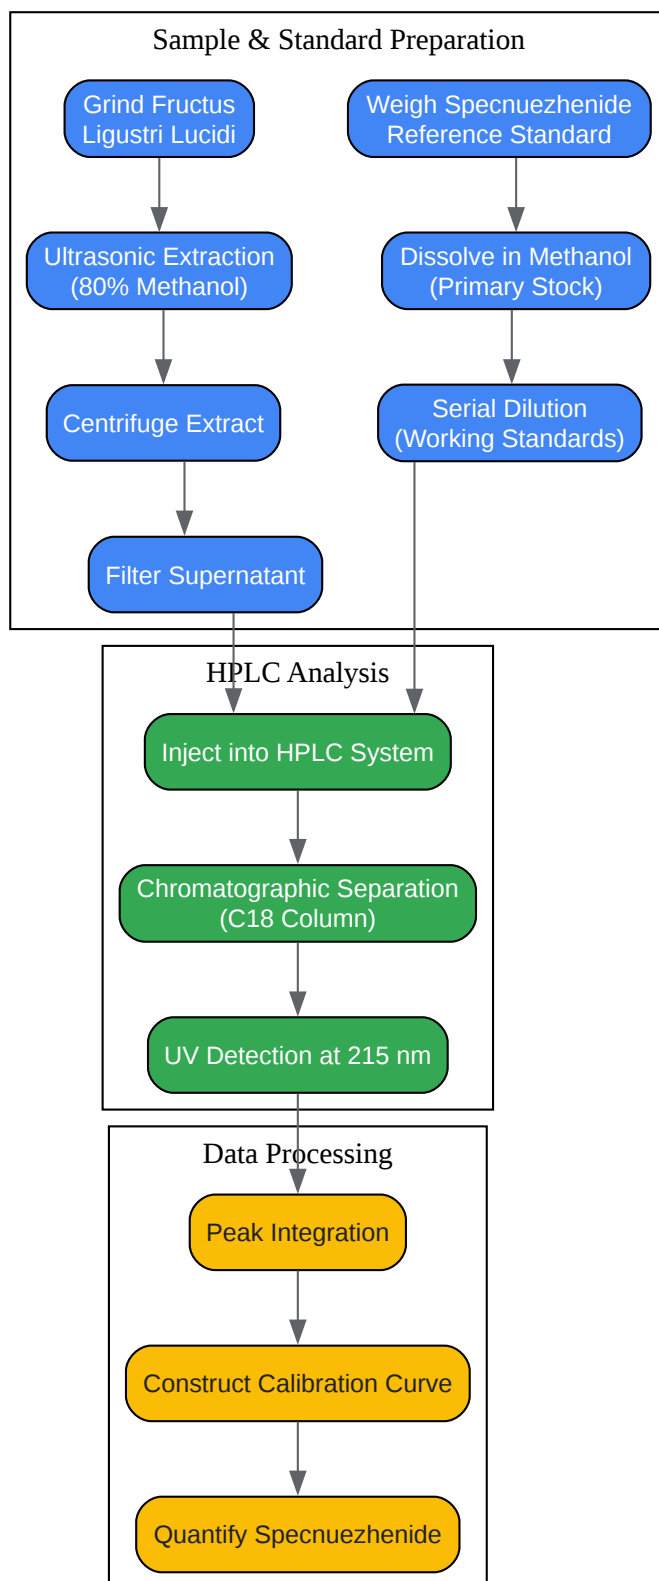 Sample & Standard Preparation
Grind Fructus
Ligustri Lucidi
Weigh Specnuezhenide
Reference Standard
Ultrasonic Extraction
(80% Methanol)
Dissolve in Methanol
(Primary Stock)
Centrifuge Extract
Serial Dilution
(Working Standards)
Filter Supernatant
HPLC Analysis
Inject into HPLC System
Chromatographic Separation
(C18 Column)
UV Detection at 215 nm
Data Processing
Peak Integration
Construct Calibration Curve
Quantify Specnuezhenide